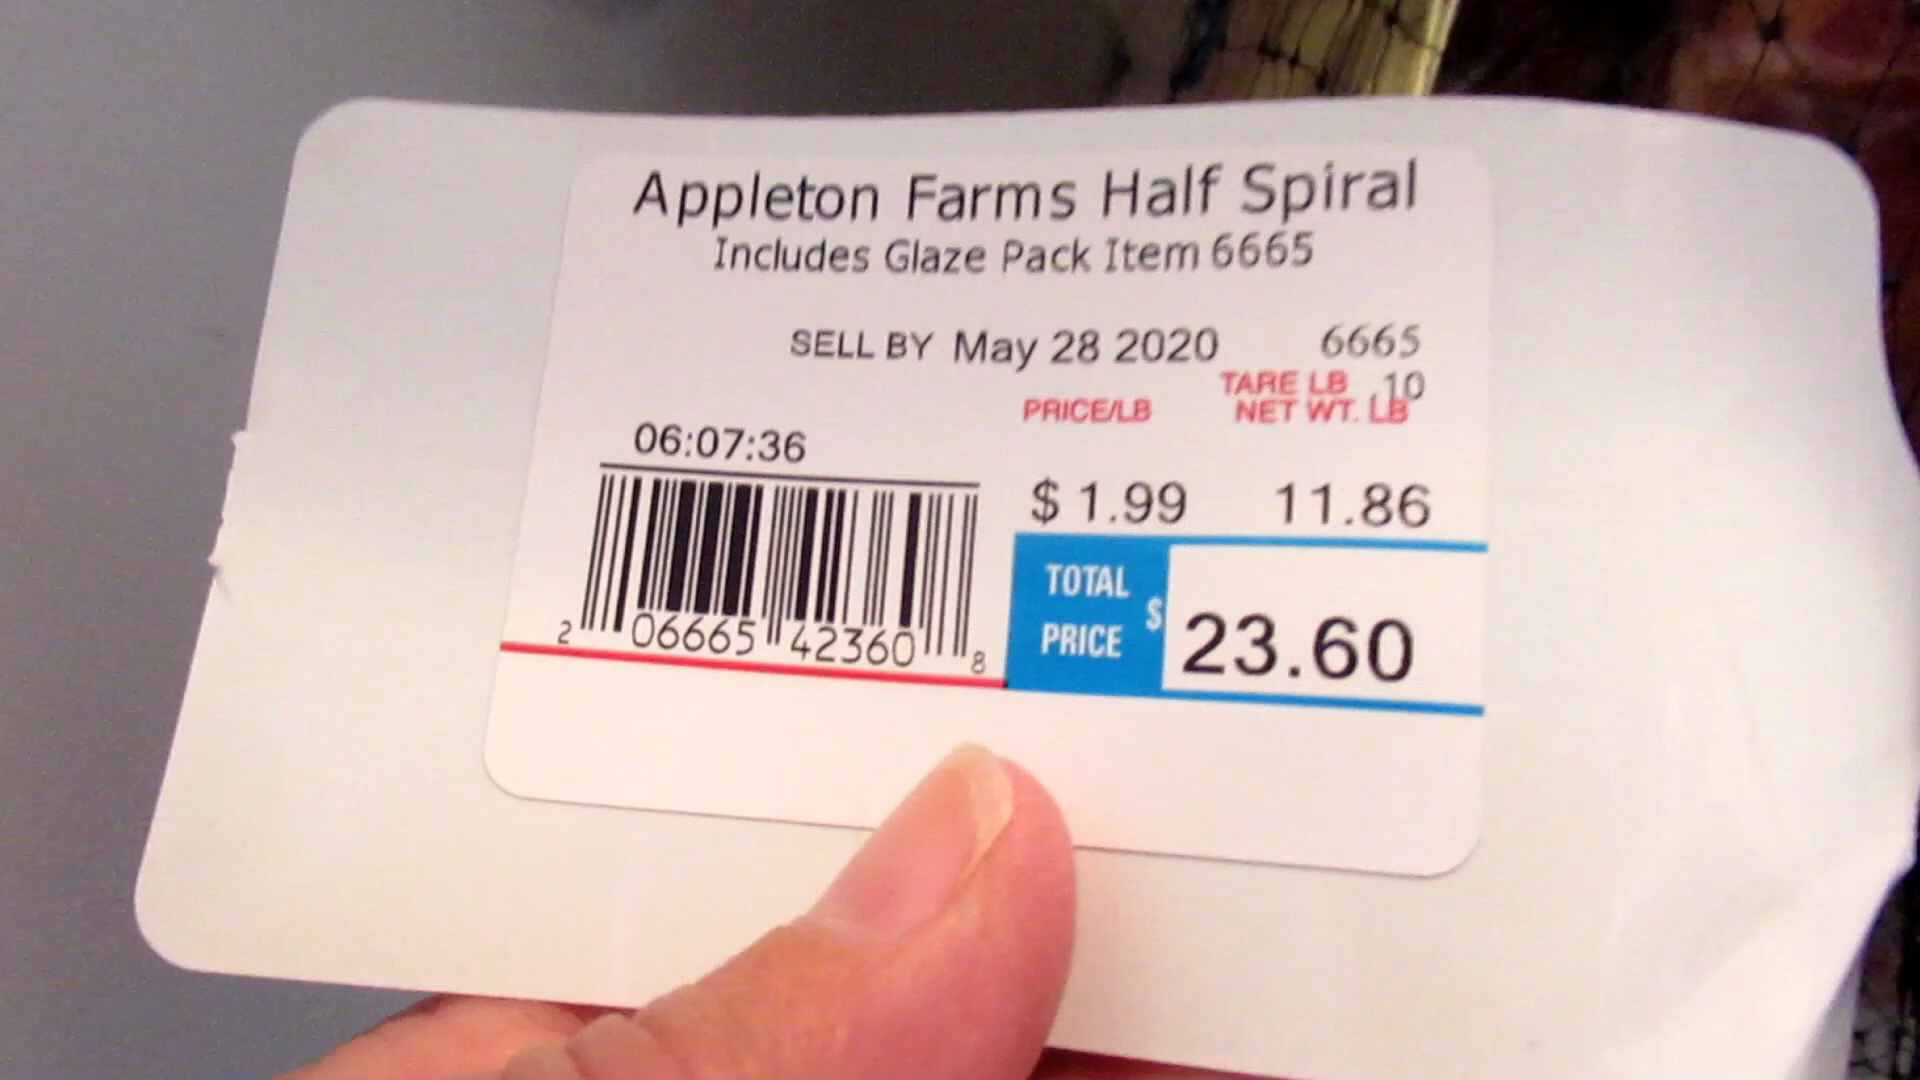 Appleton Farms Half Spiral
Includes Glaze Pack Item 6665
SELL BY May 28 2020 6665
TARE LB .10
PRICE/LB NET WT. LB
06:07:36
$ 1.99 11.86
TOTAL PRICE $ 23.60
2 06665 42360 8